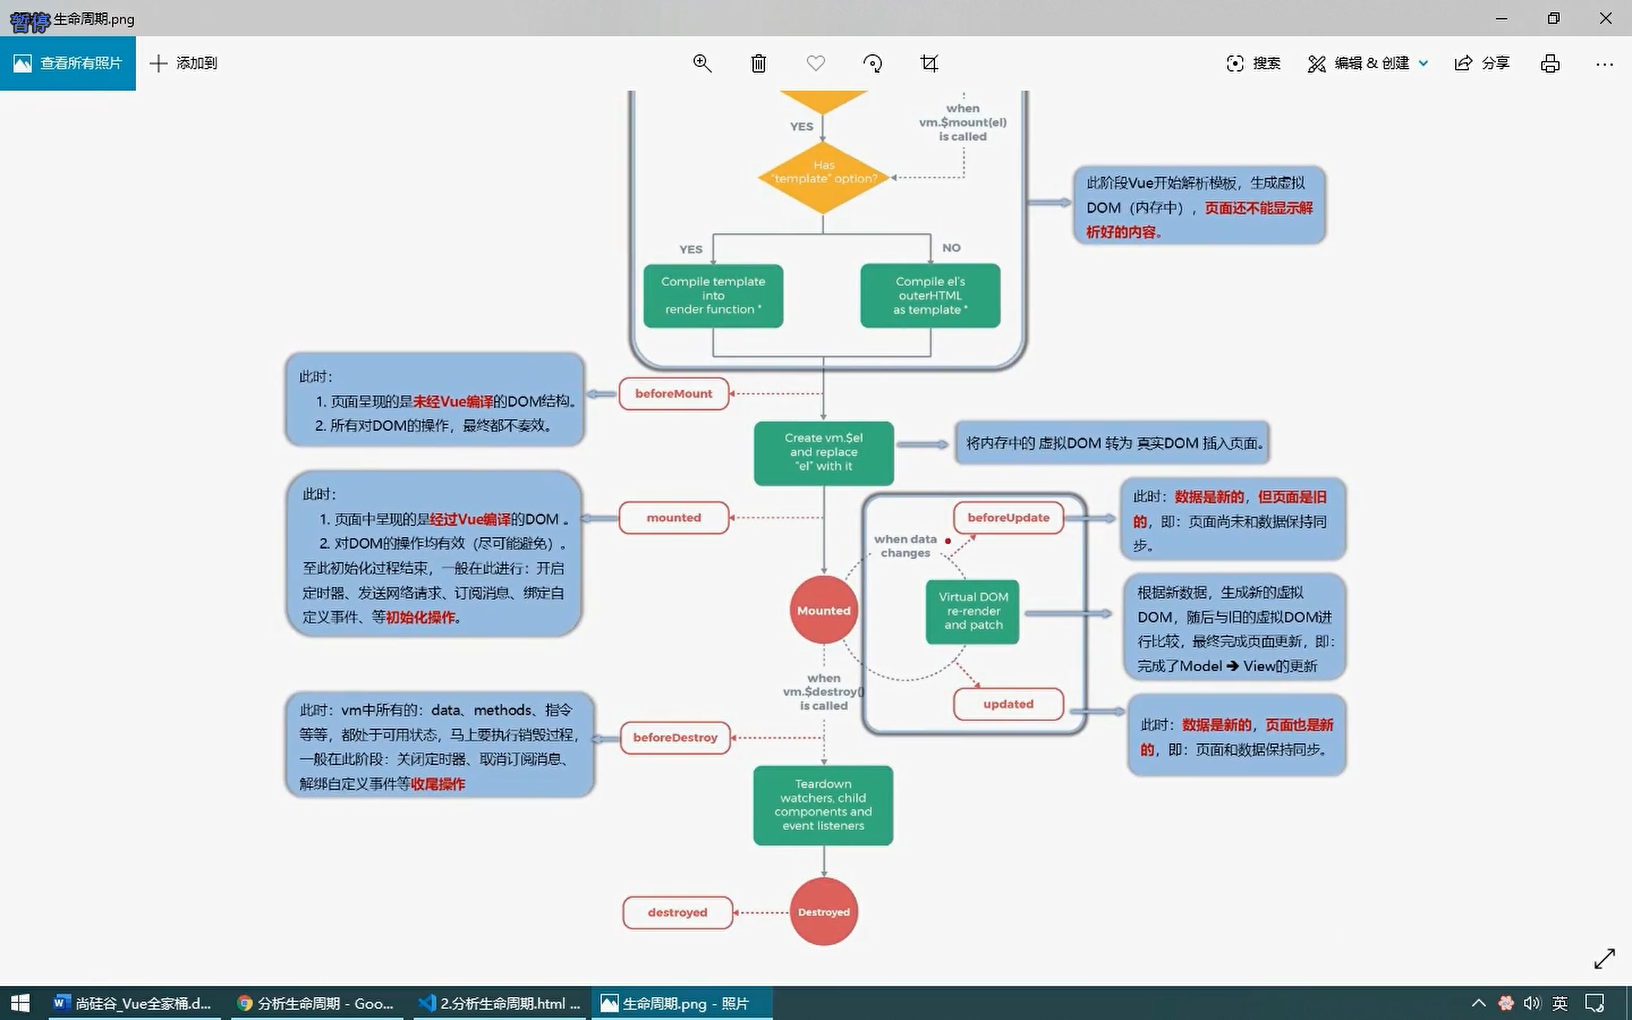 暂停 生命周期.png
查看所有照片
添加到
搜索
编辑 & 创建
分享
when
vm.$mount(el)
is called
YES
Has
"template" option?
YES
NO
Compile template
into
render function *
Compile el's
outerHTML
as template *
此阶段Vue开始解析模板，生成虚拟
DOM（内存中），页面还不能显示解
析好的内容。
此时：
1. 页面呈现的是未经Vue编译的DOM结构。
2. 所有对DOM的操作，最终都不奏效。
beforeMount
Create vm.$el
and replace
"el" with it
将内存中的 虚拟DOM 转为 真实DOM 插入页面。
此时：
1. 页面中呈现的是经过Vue编译的DOM 。
2. 对DOM的操作均有效（尽可能避免）。
至此初始化过程结束，一般在此进行：开启
定时器、发送网络请求、订阅消息、绑定自
定义事件、等初始化操作。
mounted
beforeUpdate
此时：数据是新的，但页面是旧
的，即：页面尚未和数据保持同
步。
when data
changes
Mounted
Virtual DOM
re-render
and patch
根据新数据，生成新的虚拟
DOM，随后与旧的虚拟DOM进
行比较，最终完成页面更新，即：
完成了Model ➔ View的更新
when
vm.$destroy()
is called
updated
此时：数据是新的，页面也是新
的，即：页面和数据保持同步。
此时：vm中所有的：data、methods、指令
等等，都处于可用状态，马上要执行销毁过程，
一般在此阶段：关闭定时器、取消订阅消息、
解绑自定义事件等收尾操作
beforeDestroy
Teardown
watchers, child
components and
event listeners
destroyed
Destroyed
尚硅谷_Vue全家桶.d...
分析生命周期 - Goo...
2.分析生命周期.html ...
生命周期.png - 照片
英